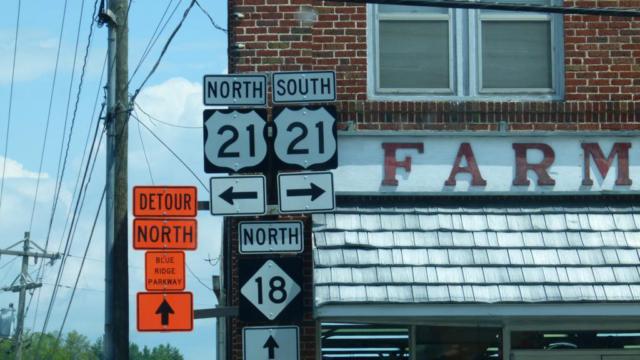 NORTH
SOUTH
21
21
FARM
DETOUR
NORTH
BLUE
RIDGE
PARKWAY
NORTH
18